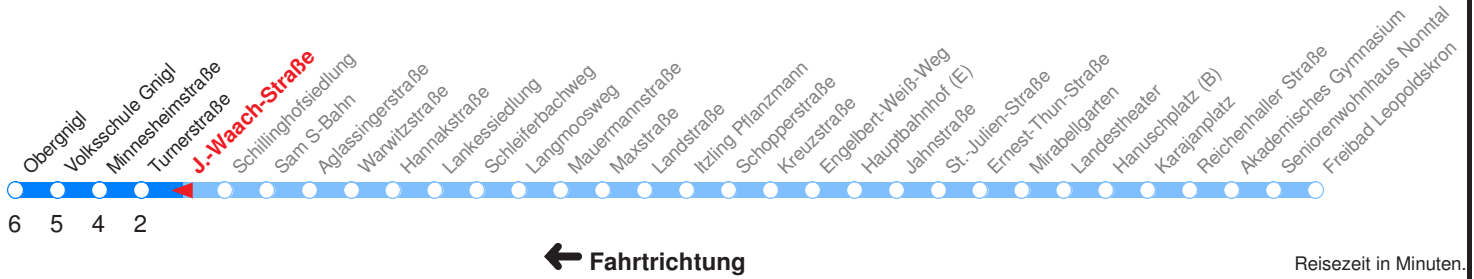 Obergnigl
Volksschule Gnigl
Minnesheimstraße
Turnerstraße
J.-Waach-Straße
Schillinghofsiedlung
Sam S-Bahn
Aglassingerstraße
Warwitzstraße
Hannakstraße
Lankessiedlung
Schleiferbachweg
Langmoosweg
Mauermannstraße
Maxstraße
Landstraße
Itzling Pflanzmann
Schopperstraße
Kreuzstraße
Engelbert-Weiß-Weg
Hauptbahnhof (E)
Jahnstraße
St.-Julien-Straße
Ernest-Thun-Straße
Mirabellgarten
Landestheater
Hanuschplatz (B)
Karajanplatz
Reichenhaller Straße
Akademisches Gymnasium
Seniorenwohnhaus Nonntal
Freibad Leopoldskron
6 5 4 2
Fahrtrichtung
Reisezeit in Minuten.